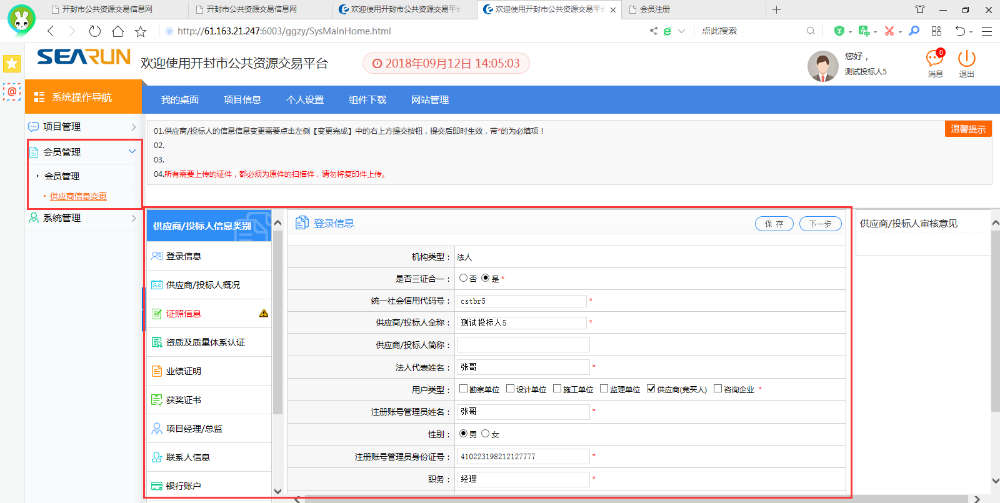 开封市公共资源交易信息网
开封市公共资源交易信息网
欢迎使用开封市公共资源交易平台
欢迎使用开封市公共资源交易平台
会员注册
http://61.163.21.247:6003/ggzy/SysMainHome.html
点此搜索
SEARUN
欢迎使用开封市公共资源交易平台
2018年09月12日 14:05:03
您好，
测试投标人5
0
消息
退出
系统操作导航
我的桌面
项目信息
个人设置
组件下载
网站管理
项目管理
会员管理
会员管理
供应商信息变更
系统管理
01.供应商/投标人的信息信息变更需要点击左侧【变更完成】中的右上方提交按钮，提交后即时生效，带*的为必填项！
02.
03.
04.所有需要上传的证件，都必须为原件的扫描件，请勿将复印件上传。
温馨提示
供应商/投标人信息类别
登录信息
供应商/投标人概况
证照信息
资质及质量体系认证
业绩证明
获奖证书
项目经理/总监
联系人信息
银行账户
登录信息
保 存
下一步
机构类型： 法人
是否三证合一： 否 是 *
统一社会信用代码号： cstbr5 *
供应商/投标人全称： 测试投标人5 *
供应商/投标人简称：
法人代表姓名： 张哥 *
用户类型： 勘察单位 设计单位 施工单位 监理单位 供应商(竞买人) 咨询企业 *
注册账号管理员姓名： 张哥 *
性别： 男 女
注册账号管理员身份证号： 410223198212127777 *
职务： 经理 *
供应商/投标人审核意见